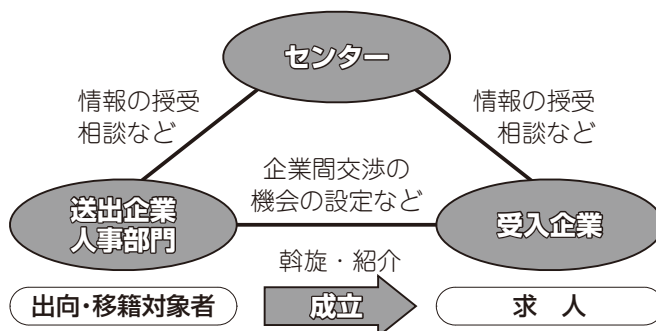 センター
情報の授受
相談など
情報の授受
相談など
企業間交渉の
機会の設定など
送出企業
人事部門
受入企業
斡旋・紹介
出向・移籍対象者
成立
求 人